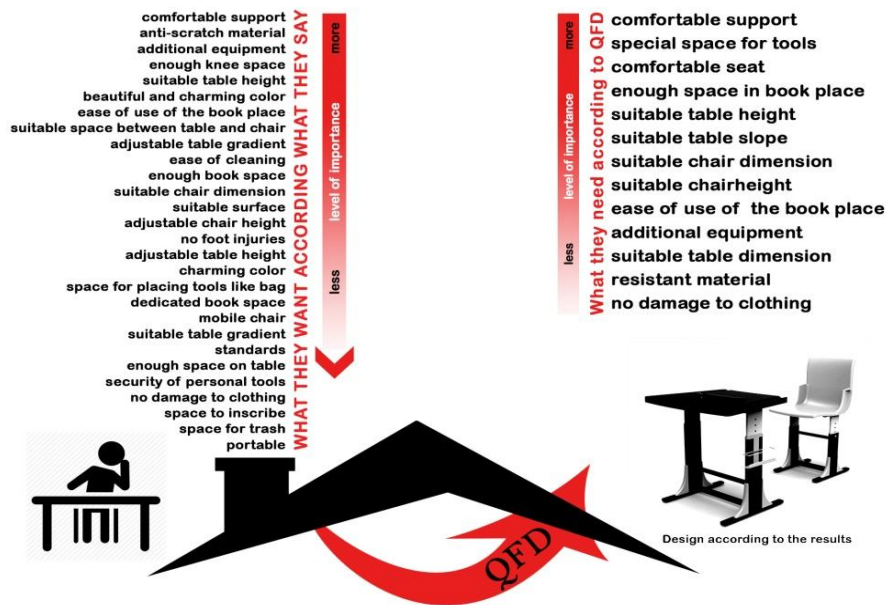 comfortable support
anti-scratch material
additional equipment
enough knee space
suitable table height
beautiful and charming color
ease of use of the book place
suitable space between table and chair
adjustable table gradient
ease of cleaning
enough book space
suitable chair dimension
suitable surface
adjustable chair height
no foot injuries
adjustable table height
charming color
space for placing tools like bag
dedicated book space
mobile chair
suitable table gradient
standards
enough space on table
security of personal tools
no damage to clothing
space to inscribe
space for trash
portable
WHAT THEY WANT ACCORDING WHAT THEY SAY
more
level of importance
less
more
level of importance
less
What they need according to QFD
comfortable support
special space for tools
comfortable seat
enough space in book place
suitable table height
suitable table slope
suitable chair dimension
suitable chairheight
ease of use of the book place
additional equipment
suitable table dimension
resistant material
no damage to clothing
Design according to the results
QFD